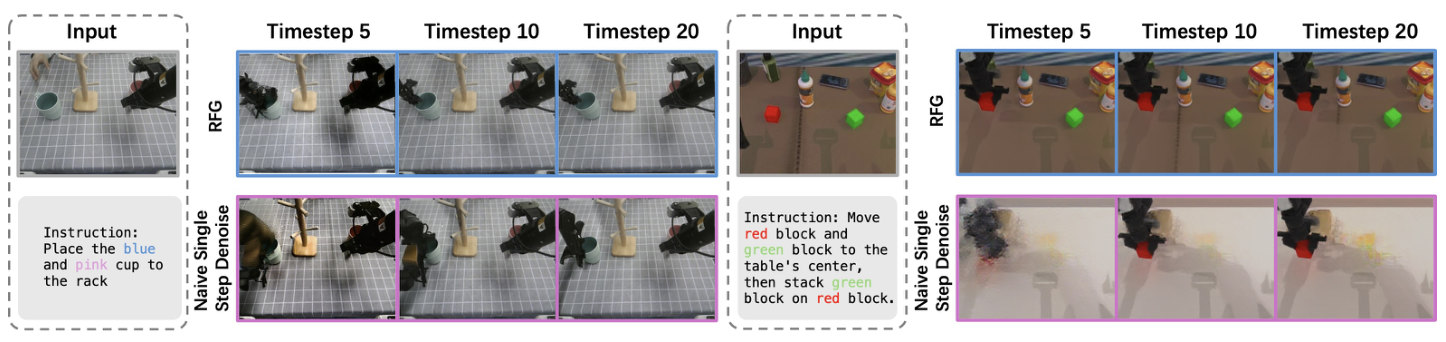 Input
Timestep 5 Timestep 10 Timestep 20
RFG
Naive Single
Step Denoise
Instruction:
Place the blue
and pink cup to
the rack
Input
Timestep 5 Timestep 10 Timestep 20
RFG
Naive Single
Step Denoise
Instruction: Move
red block and
green block to the
table's center,
then stack green
block on red block.